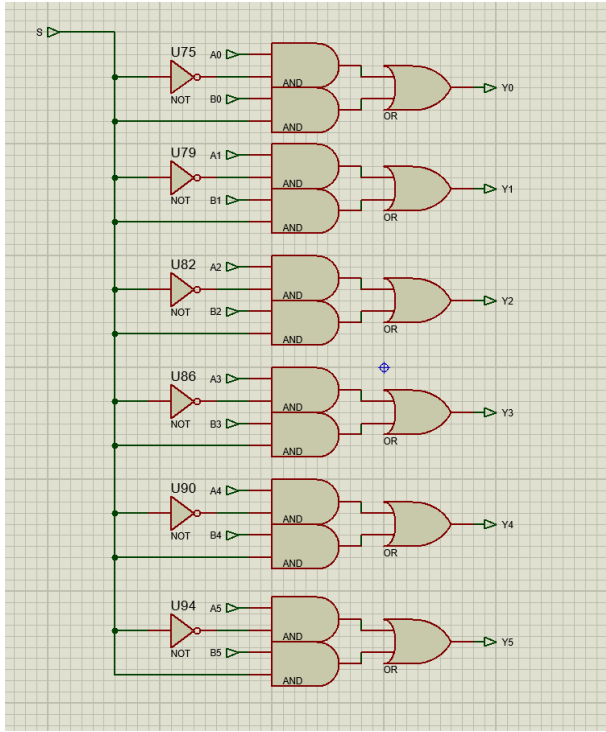 S
U75
A0
NOT
AND
B0
AND
OR
Y0
U79
A1
NOT
AND
B1
AND
OR
Y1
U82
A2
NOT
AND
B2
AND
OR
Y2
U86
A3
NOT
AND
B3
AND
OR
Y3
U90
A4
NOT
AND
B4
AND
OR
Y4
U94
A5
NOT
AND
B5
AND
OR
Y5